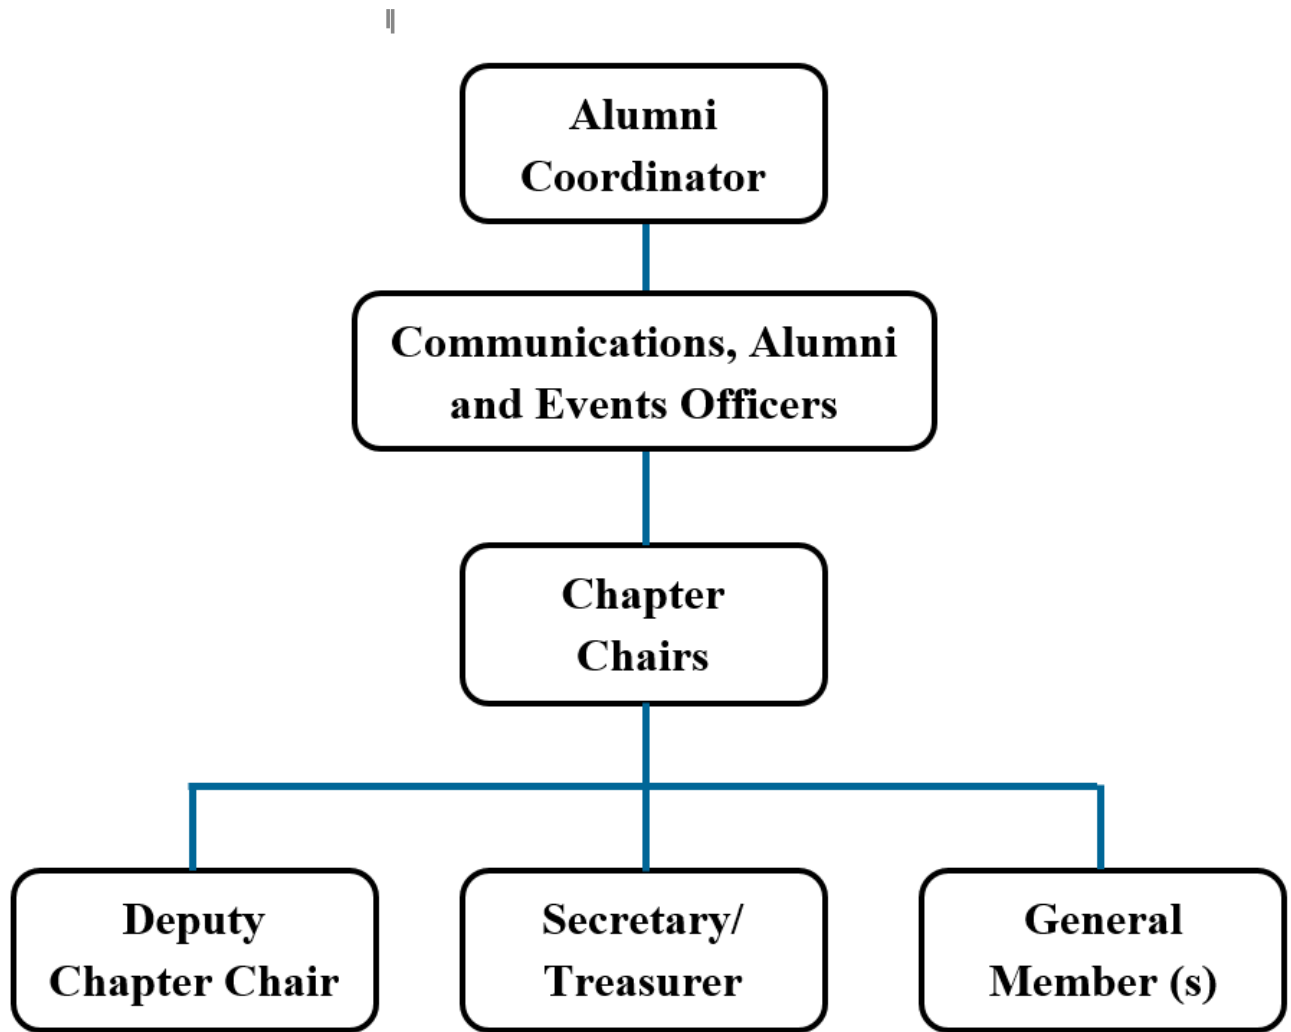 Alumni
Coordinator
Communications, Alumni
and Events Officers
Chapter
Chairs
Deputy
Chapter Chair
Secretary/
Treasurer
General
Member (s)